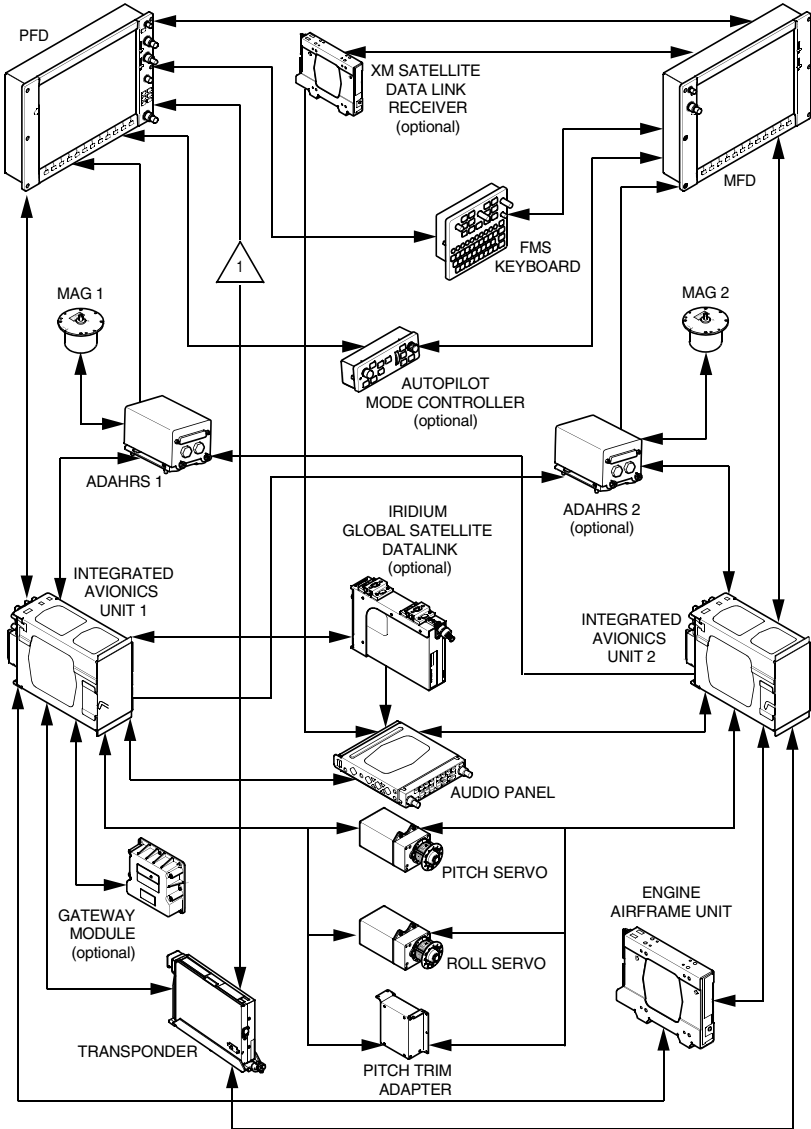 PFD
XM SATELLITE
DATA LINK
RECEIVER
(optional)
MFD
FMS
KEYBOARD
1
MAG 1
MAG 2
AUTOPILOT
MODE CONTROLLER
(optional)
ADAHRS 1
ADAHRS 2
(optional)
IRIDIUM
GLOBAL SATELLITE
DATALINK
(optional)
INTEGRATED
AVIONICS
UNIT 1
INTEGRATED
AVIONICS
UNIT 2
AUDIO PANEL
PITCH SERVO
GATEWAY
MODULE
(optional)
ENGINE
AIRFRAME UNIT
ROLL SERVO
TRANSPONDER
PITCH TRIM
ADAPTER